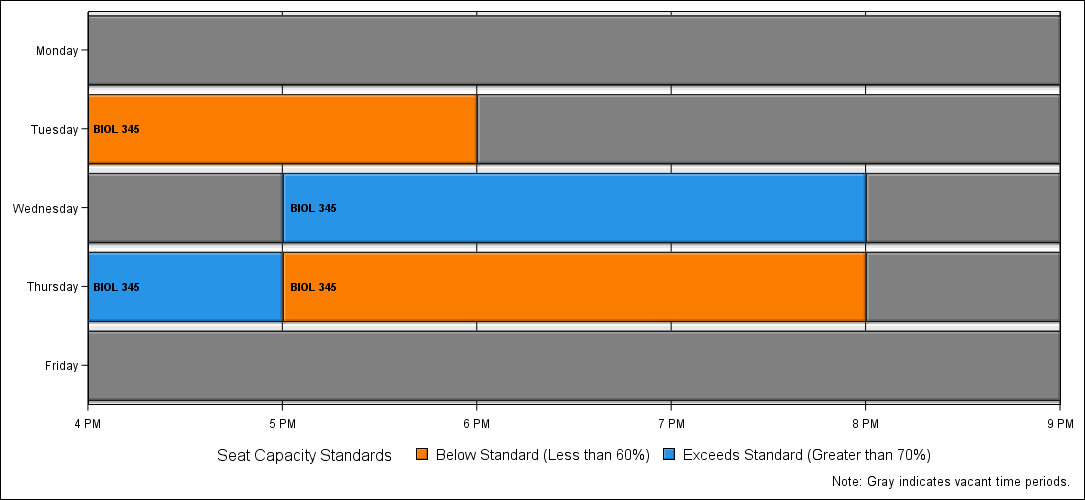 Monday
Tuesday
BIOL 345
Wednesday
BIOL 345
Thursday
BIOL 345
BIOL 345
Friday
4 PM 5 PM 6 PM 7 PM 8 PM 9 PM
Seat Capacity Standards Below Standard (Less than 60%) Exceeds Standard (Greater than 70%)
Note: Gray indicates vacant time periods.